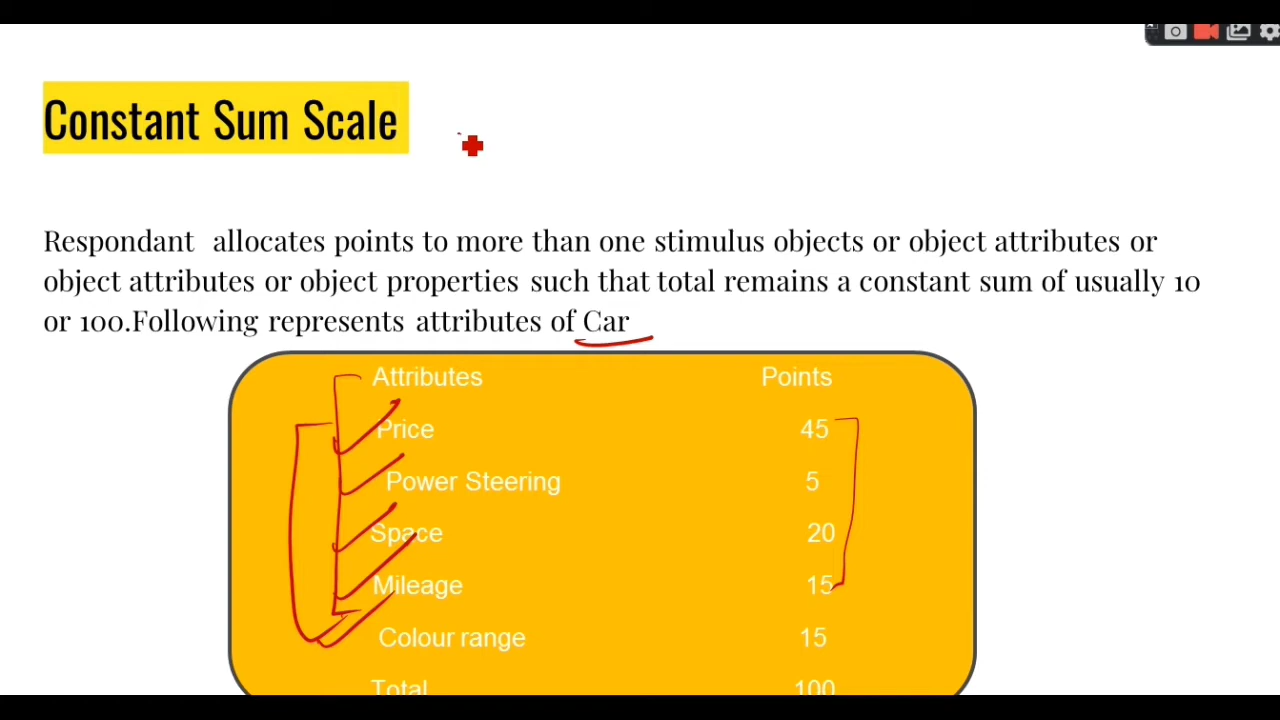 Constant Sum Scale
Respondant allocates points to more than one stimulus objects or object attributes or
object attributes or object properties such that total remains a constant sum of usually 10
or 100.Following represents attributes of Car
Attributes Points
Price 45
Power Steering 5
Space 20
Mileage 15
Colour range 15
Total 100